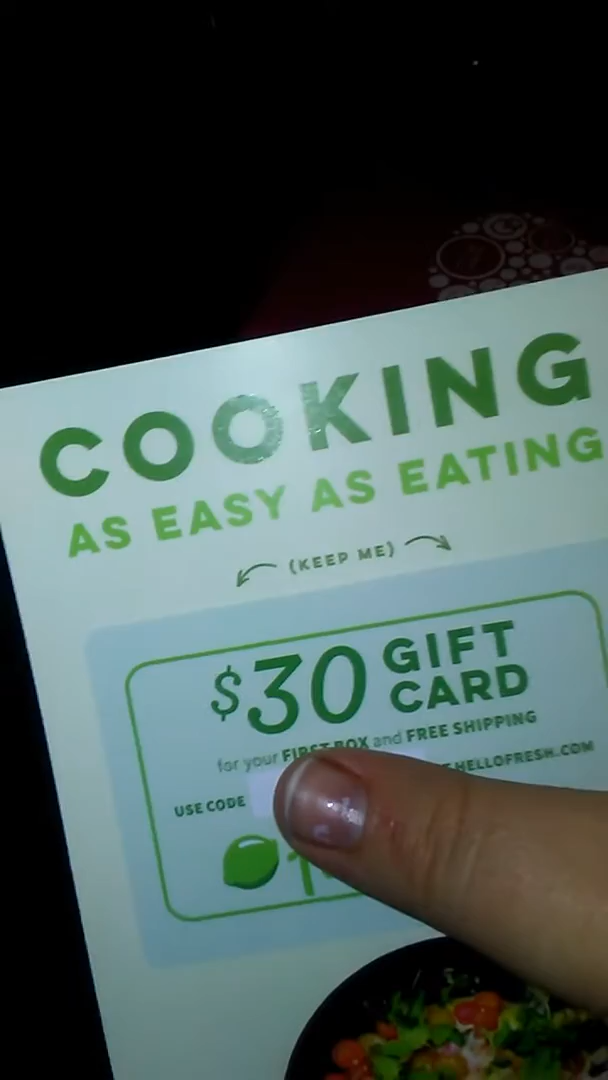 COOKING
AS EASY AS EATING
(KEEP ME)
$30 GIFT CARD
for your FIRST BOX and FREE SHIPPING
USE CODE HELLOFRESH.COM